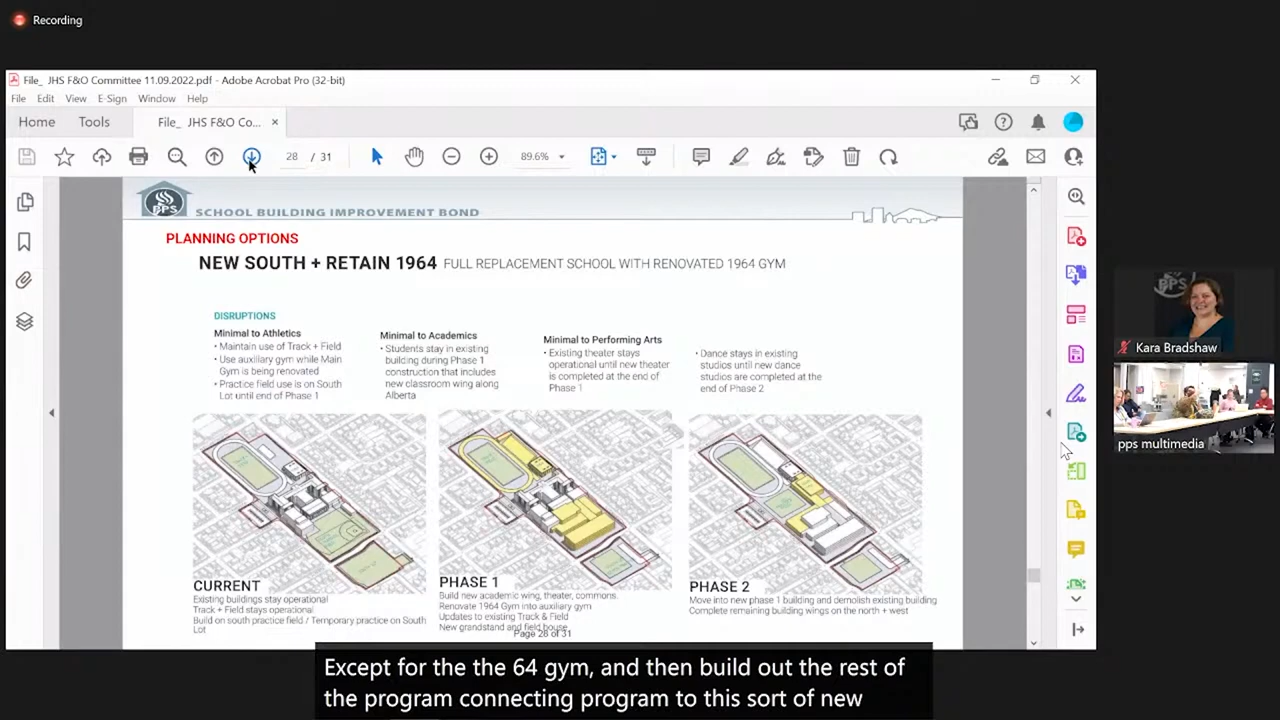 Recording
File_ JHS F&O Committee 11.09.2022.pdf - Adobe Acrobat Pro (32-bit)
File Edit View E-Sign Window Help
Home Tools File_ JHS F&O Co... ×
28 / 31 89.6%
PPS SCHOOL BUILDING IMPROVEMENT BOND
PLANNING OPTIONS
NEW SOUTH + RETAIN 1964 FULL REPLACEMENT SCHOOL WITH RENOVATED 1964 GYM
DISRUPTIONS
Minimal to Athletics
• Maintain use of Track + Field
• Use auxiliary gym while Main
Gym is being renovated
• Practice field use is on South
Lot until end of Phase 1
Minimal to Academics
• Students stay in existing
building during Phase 1
construction that includes
new classroom wing along
Alberta
Minimal to Performing Arts
• Existing theater stays
operational until new theater
is completed at the end of
Phase 1
• Dance stays in existing
studios until new dance
studios are completed at the
end of Phase 2
CURRENT
Existing buildings stay operational
Track + Field stays operational
Build on south practice field / Temporary practice on South
Lot
PHASE 1
Build new academic wing, theater, commons.
Renovate 1964 Gym into auxiliary gym
Updates to existing Track & Field
New grandstand and field house
PHASE 2
Move into new phase 1 building and demolish existing building
Complete remaining building wings on the north + west
Page 28 of 31
PPS
Kara Bradshaw
pps multimedia
Except for the the 64 gym, and then build out the rest of
the program connecting program to this sort of new